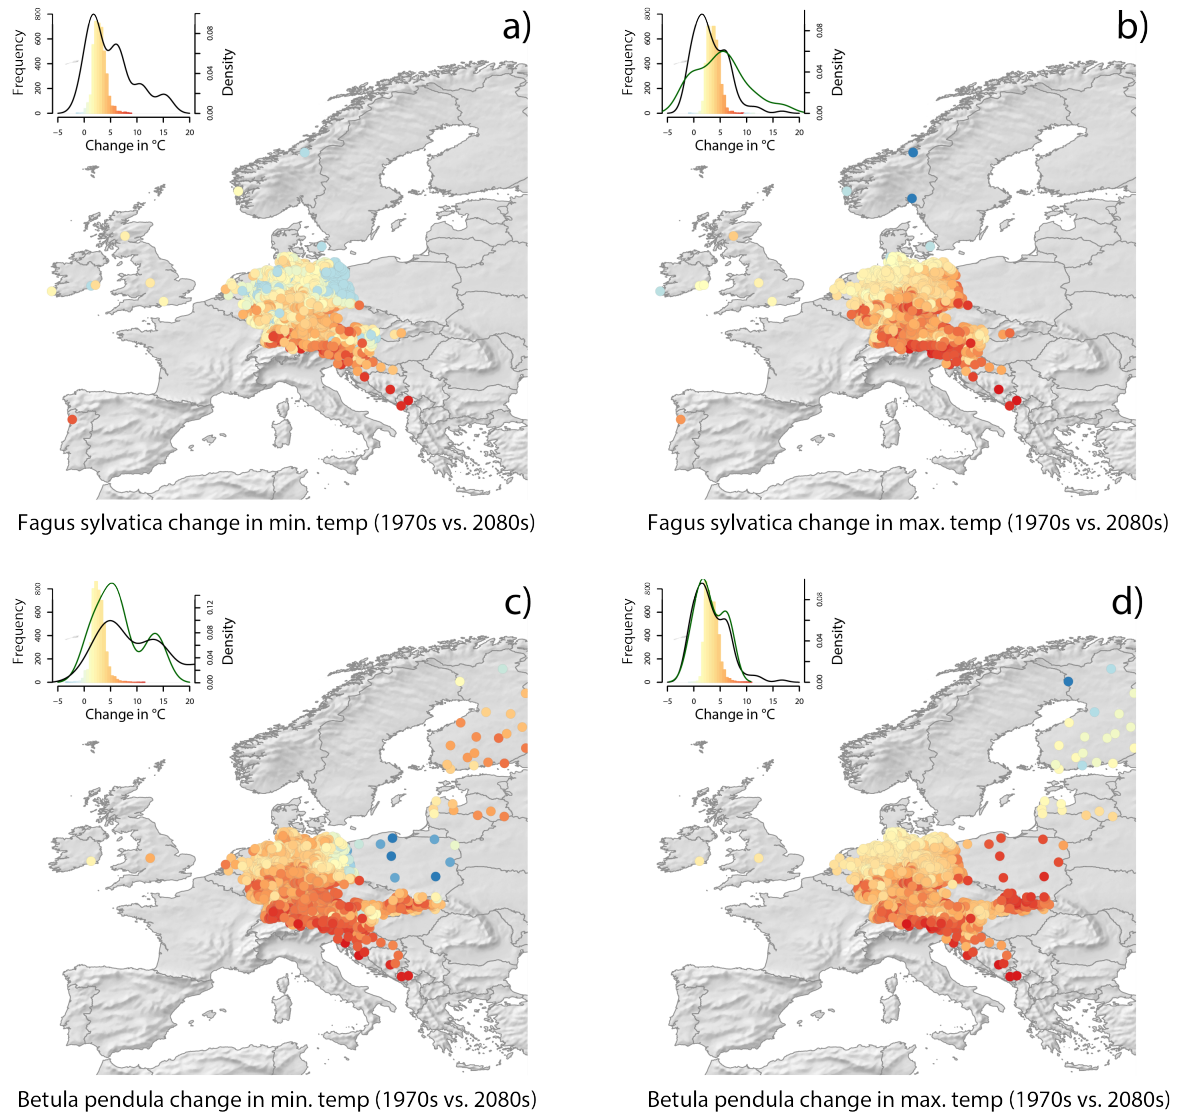 a)
Frequency
800
600
400
200
0
0.08
0.04
0.00
Density
−5 0 5 10 15 20
Change in °C
Fagus sylvatica change in min. temp (1970s vs. 2080s)
b)
Frequency
800
600
400
200
0
0.08
0.04
0.00
Density
−5 0 5 10 15 20
Change in °C
Fagus sylvatica change in max. temp (1970s vs. 2080s)
c)
Frequency
800
600
400
200
0
0.12
0.08
0.04
0.00
Density
−5 0 5 10 15 20
Change in °C
Betula pendula change in min. temp (1970s vs. 2080s)
d)
Frequency
800
600
400
200
0
0.08
0.04
0.00
Density
−5 0 5 10 15 20
Change in °C
Betula pendula change in max. temp (1970s vs. 2080s)